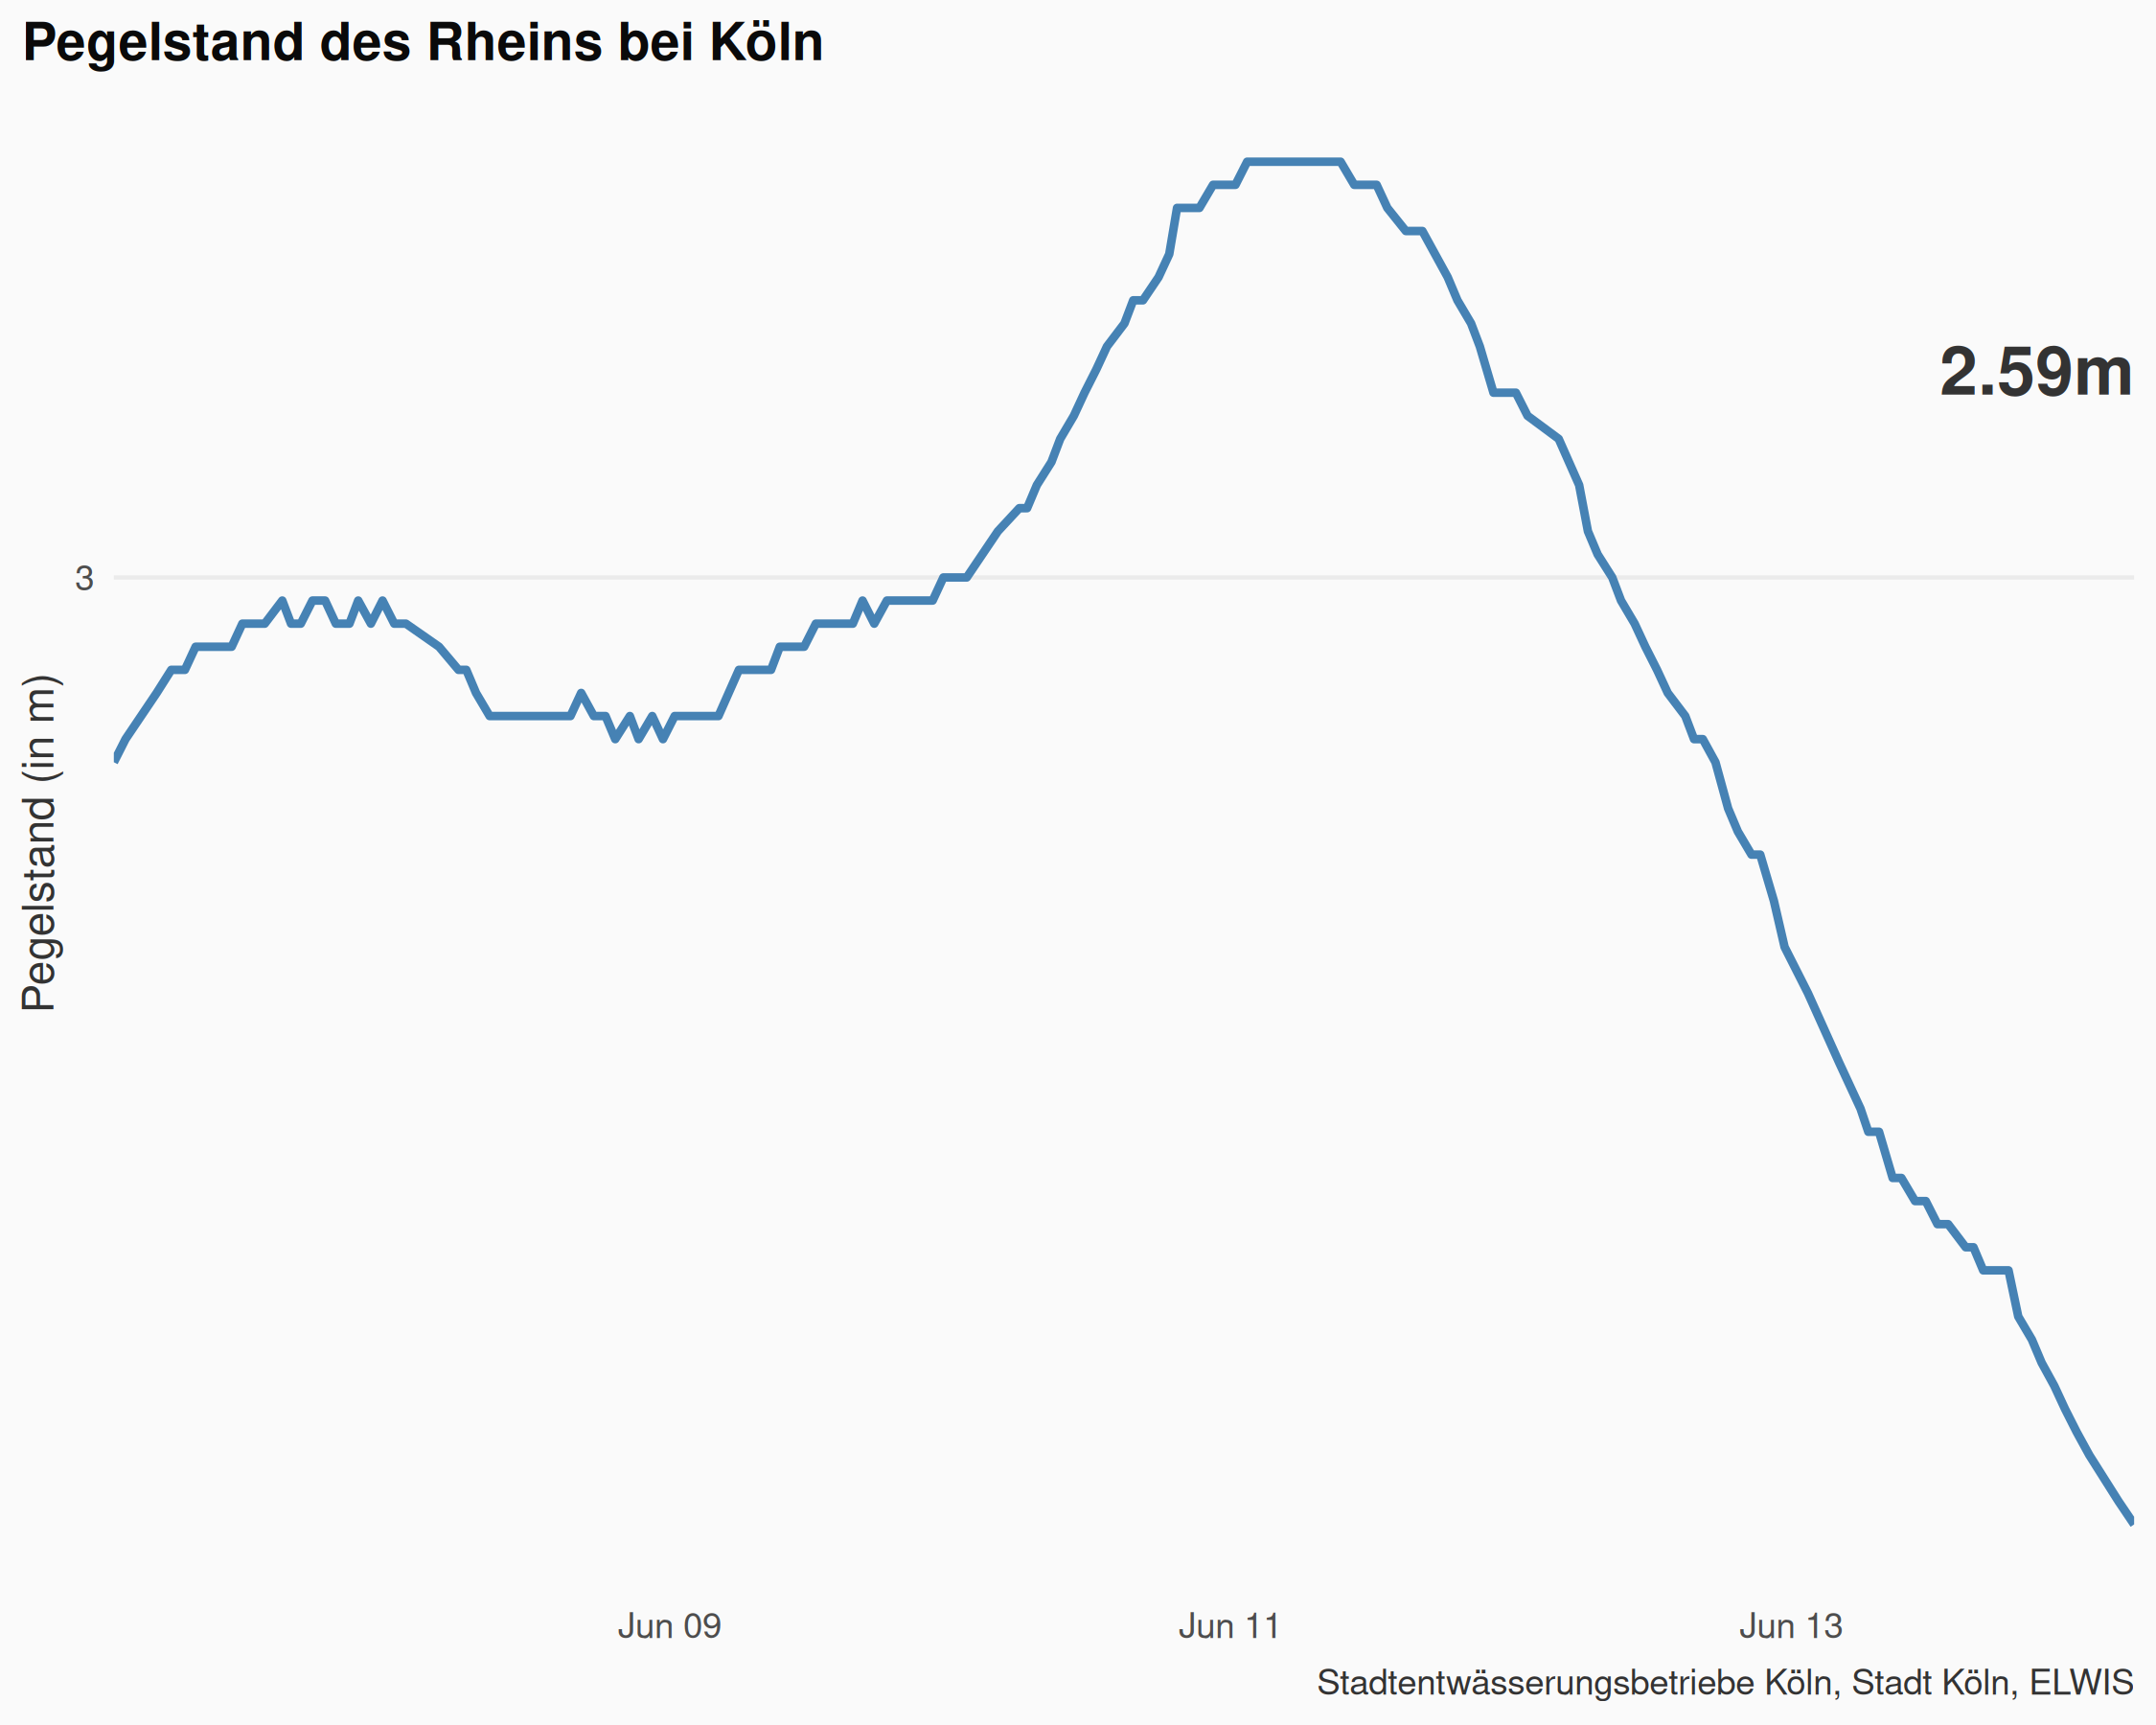 Pegelstand des Rheins bei Köln
2.59m
3
Pegelstand (in m)
Jun 09
Jun 11
Jun 13
Stadtentwässerungsbetriebe Köln, Stadt Köln, ELWIS